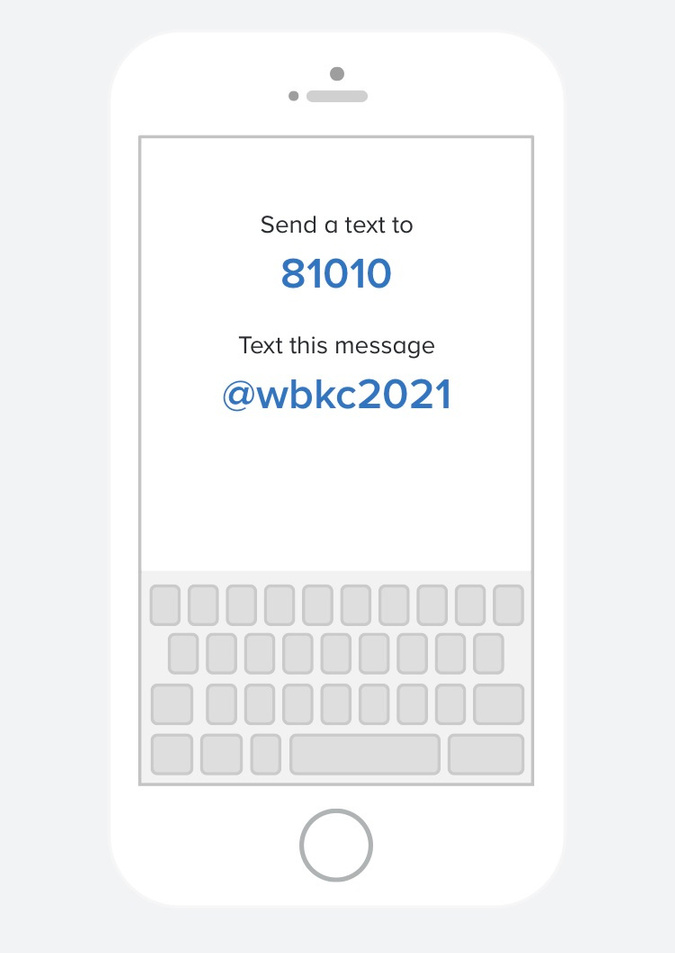 Send a text to
81010
Text this message
@wbkc2021